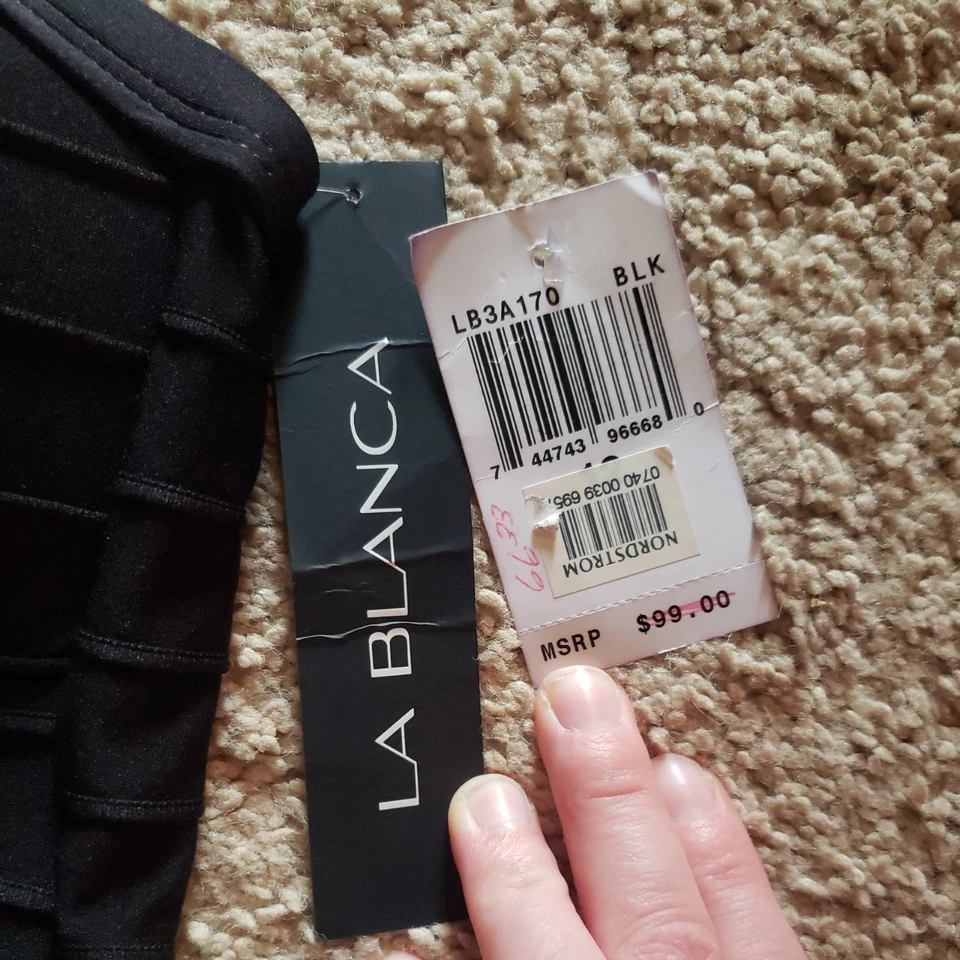 LA BLANCA
LB3A170 BLK
7 44743 96668 0
0740 0039 695
NORDSTROM
6633
MSRP $99.00